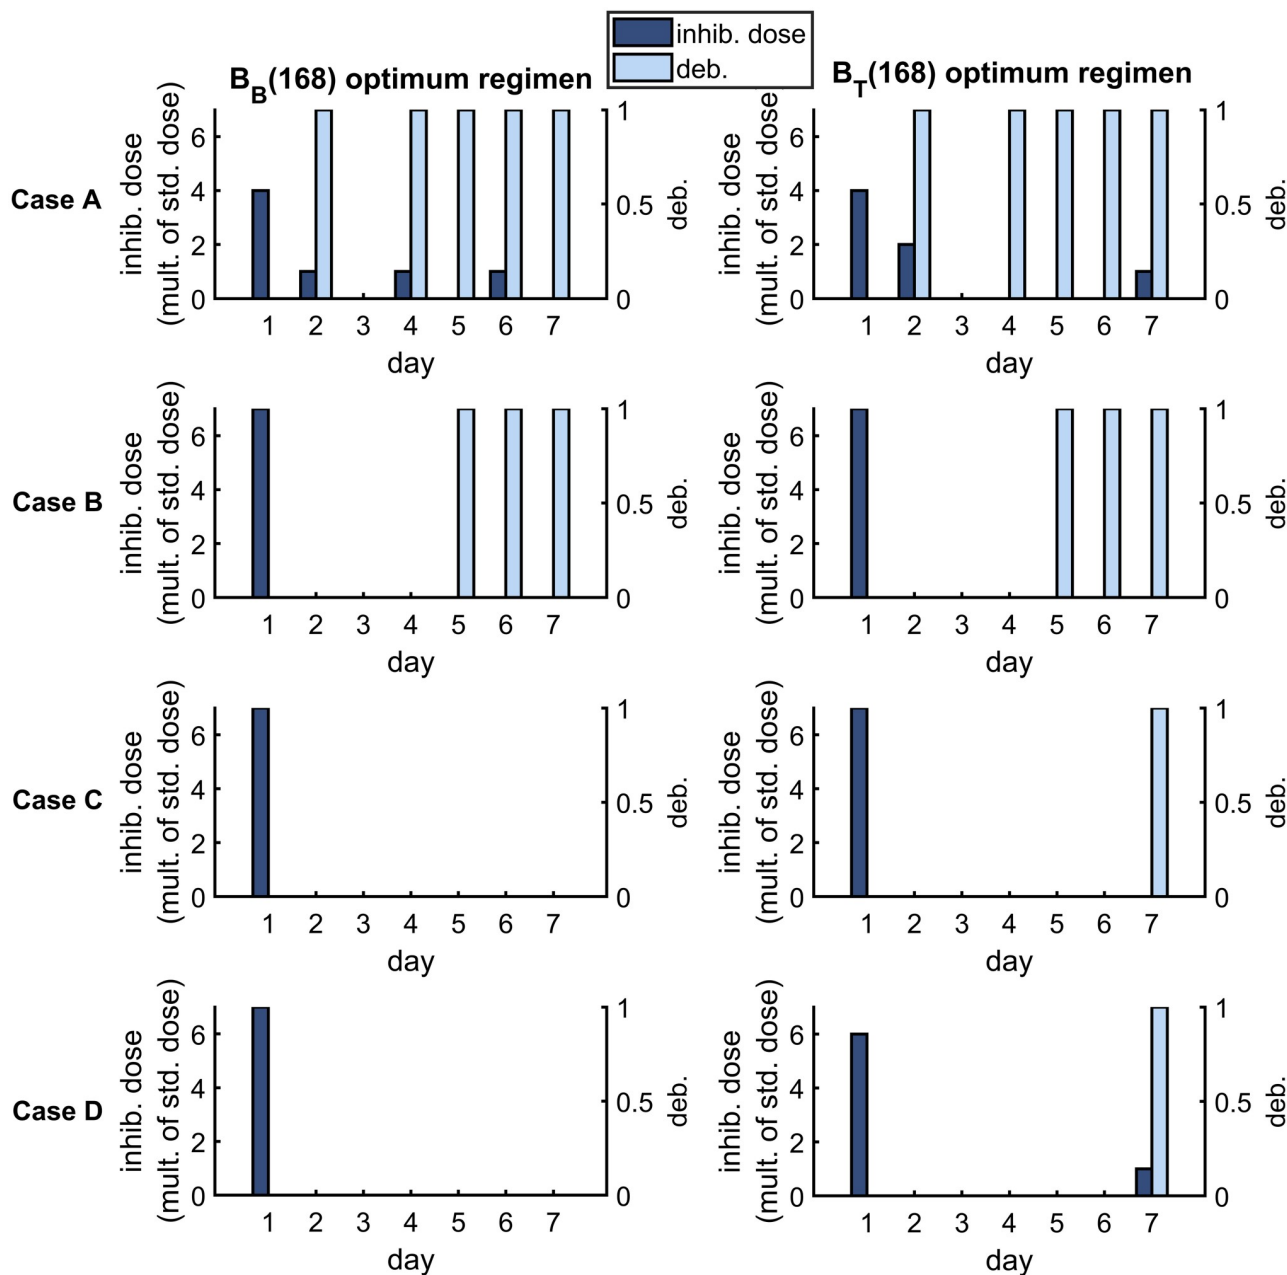 inhib. dose
deb.
B_B(168) optimum regimen
B_T(168) optimum regimen
Case A
inhib. dose
(mult. of std. dose)
6
4
2
0
1
0.5
0
deb.
1 2 3 4 5 6 7
day
inhib. dose
(mult. of std. dose)
6
4
2
0
1
0.5
0
deb.
1 2 3 4 5 6 7
day
Case B
inhib. dose
(mult. of std. dose)
6
4
2
0
1
0.5
0
deb.
1 2 3 4 5 6 7
day
inhib. dose
(mult. of std. dose)
6
4
2
0
1
0.5
0
deb.
1 2 3 4 5 6 7
day
Case C
inhib. dose
(mult. of std. dose)
6
4
2
0
1
0.5
0
deb.
1 2 3 4 5 6 7
day
inhib. dose
(mult. of std. dose)
6
4
2
0
1
0.5
0
deb.
1 2 3 4 5 6 7
day
Case D
inhib. dose
(mult. of std. dose)
6
4
2
0
1
0.5
0
deb.
1 2 3 4 5 6 7
day
inhib. dose
(mult. of std. dose)
6
4
2
0
1
0.5
0
deb.
1 2 3 4 5 6 7
day